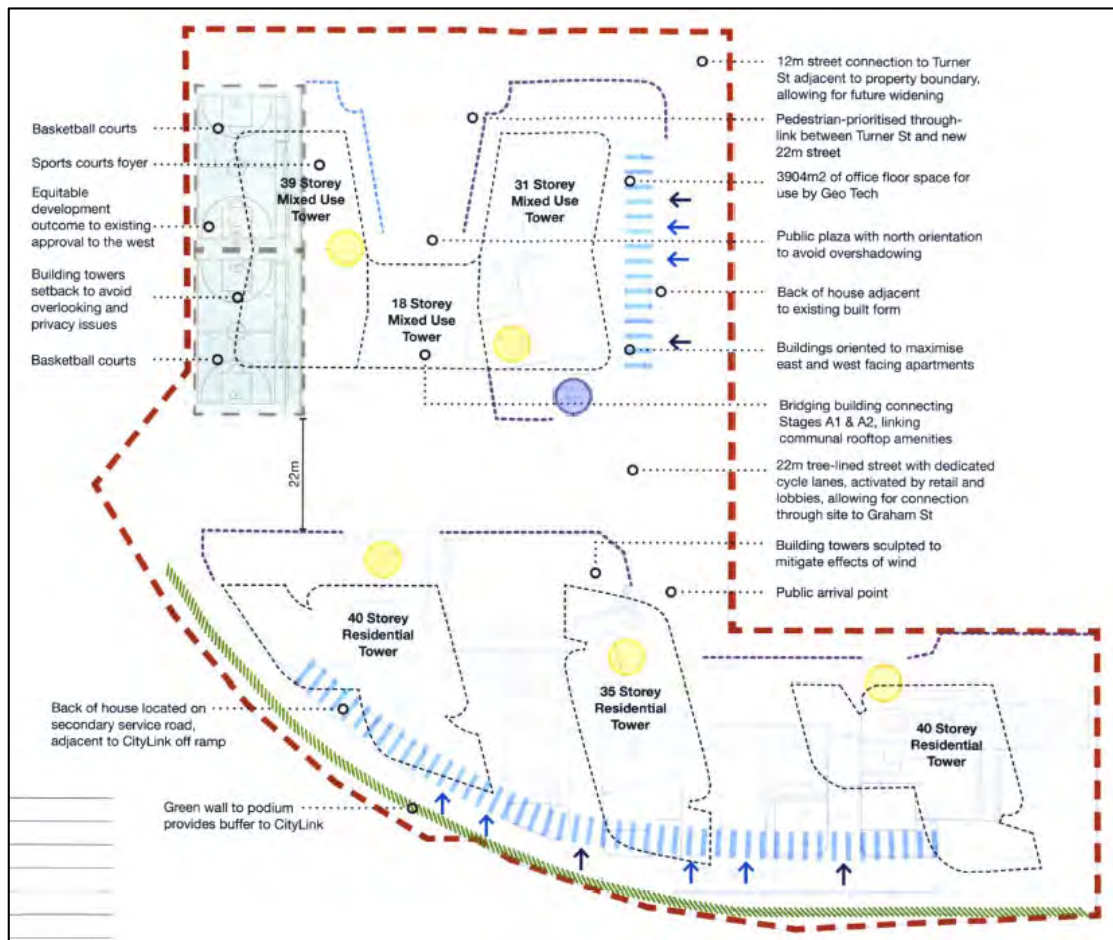 Basketball courts
Sports courts foyer
Equitable
development
outcome to existing
approval to the west
Building towers
setback to avoid
overlooking and
privacy issues
Basketball courts
39 Storey
Mixed Use
Tower
31 Storey
Mixed Use
Tower
18 Storey
Mixed Use
Tower
12m street connection to Turner
St adjacent to property boundary,
allowing for future widening
Pedestrian-prioritised through-
link between Turner St and new
22m street
3904m2 of office floor space for
use by Geo Tech
Public plaza with north orientation
to avoid overshadowing
Back of house adjacent
to existing built form
Buildings oriented to maximise
east and west facing apartments
Bridging building connecting
Stages A1 & A2, linking
communal rooftop amenities
22m tree-lined street with dedicated
cycle lanes, activated by retail and
lobbies, allowing for connection
through site to Graham St
Building towers sculpted to
mitigate effects of wind
Public arrival point
22m
40 Storey
Residential
Tower
35 Storey
Residential
Tower
40 Storey
Residential
Tower
Back of house located on
secondary service road,
adjacent to CityLink off ramp
Green wall to podium
provides buffer to CityLink